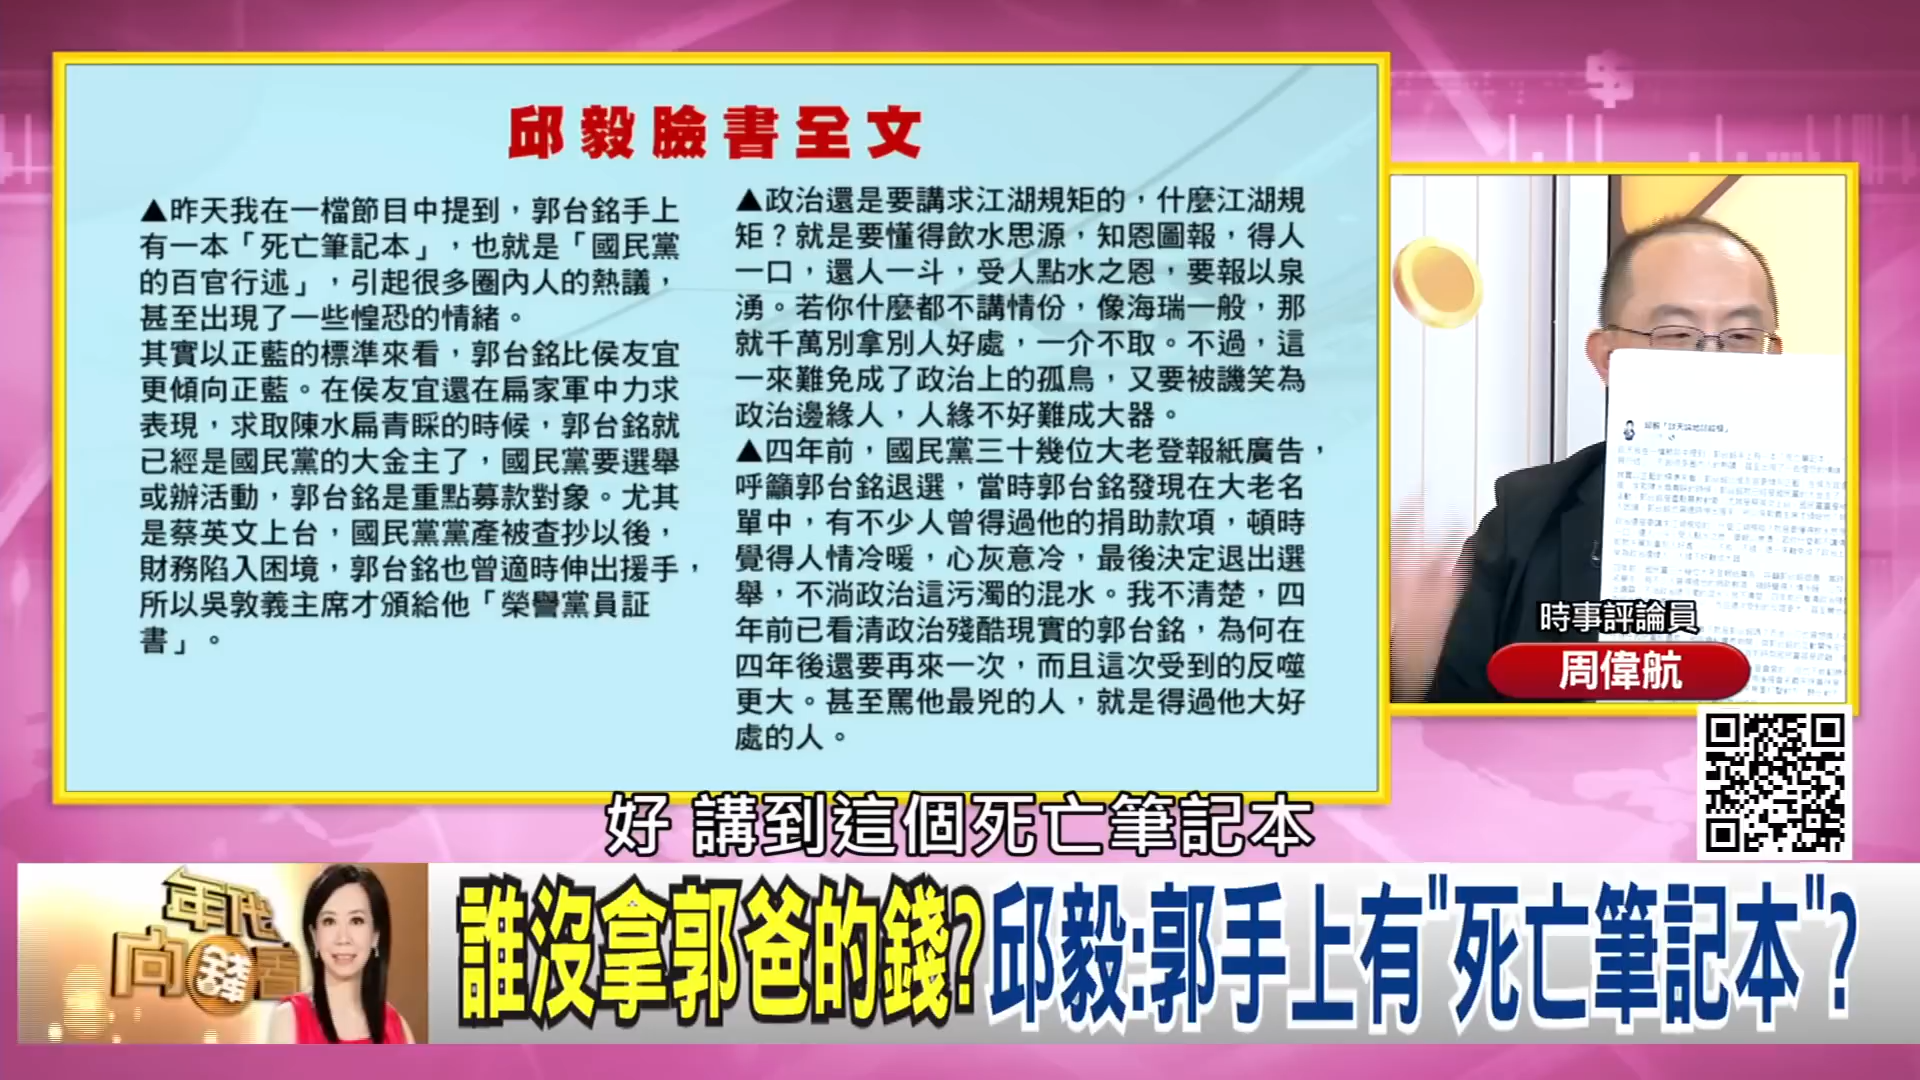 邱毅臉書全文
▲昨天我在一檔節目中提到，郭台銘手上
有一本「死亡筆記本」，也就是「國民黨
的百官行述」，引起很多圈內人的熱議，
甚至出現了一些惶恐的情緒。
其實以正藍的標準來看，郭台銘比侯友宜
更傾向正藍。在侯友宜還在扁家軍中力求
表現，求取陳水扁青睬的時候，郭台銘就
已經是國民黨的大金主了，國民黨要選舉
或辦活動，郭台銘是重點募款對象。尤其
是蔡英文上台，國民黨黨產被查抄以後，
財務陷入困境，郭台銘也曾適時伸出援手，
所以吳敦義主席才頒給他「榮譽黨員証
書」。
▲政治還是要講求江湖規矩的，什麼江湖規
矩？就是要懂得飲水思源，知恩圖報，得人
一口，還人一斗，受人點水之恩，要報以泉
湧。若你什麼都不講情份，像海瑞一般，那
就千萬別拿別人好處，一介不取。不過，這
一來難免成了政治上的孤鳥，又要被譏笑為
政治邊緣人，人緣不好難成大器。
▲四年前，國民黨三十幾位大老登報紙廣告，
呼籲郭台銘退選，當時郭台銘發現在大老名
單中，有不少人曾得過他的捐助款項，頓時
覺得人情冷暖，心灰意冷，最後決定退出選
舉，不淌政治這污濁的混水。我不清楚，四
年前已看清政治殘酷現實的郭台銘，為何在
四年後還要再來一次，而且這次受到的反噬
更大。甚至罵他最兇的人，就是得過他大好
處的人。
時事評論員
周偉航
好 講到這個死亡筆記本
年代向錢看
誰沒拿郭爸的錢?邱毅:郭手上有"死亡筆記本"?